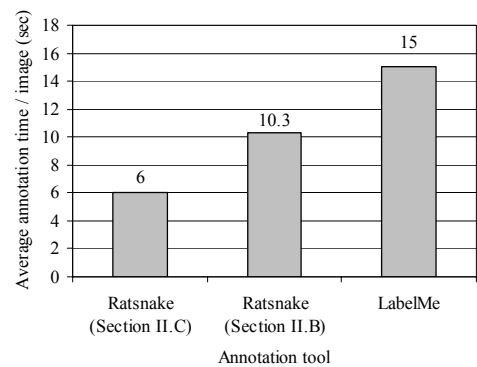 Average annotation time / image (sec)
18
16
14
12
10
8
6
4
2
0
6
10.3
15
Ratsnake
(Section II.C)
Ratsnake
(Section II.B)
LabelMe
Annotation tool